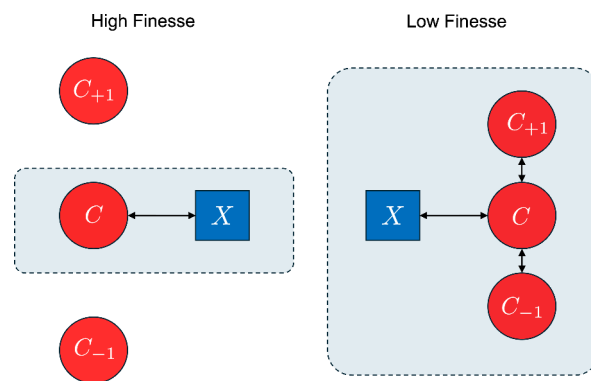 High Finesse
C₊₁
C
X
C₋₁
Low Finesse
C₊₁
X
C
C₋₁